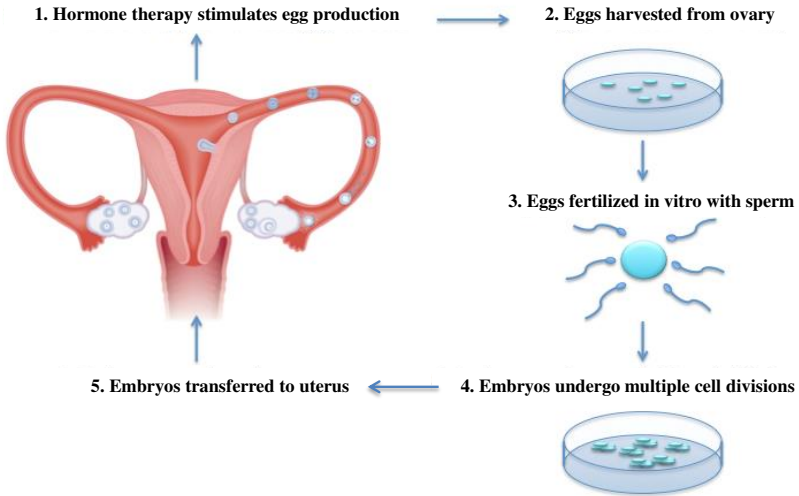 1. Hormone therapy stimulates egg production
2. Eggs harvested from ovary
3. Eggs fertilized in vitro with sperm
4. Embryos undergo multiple cell divisions
5. Embryos transferred to uterus